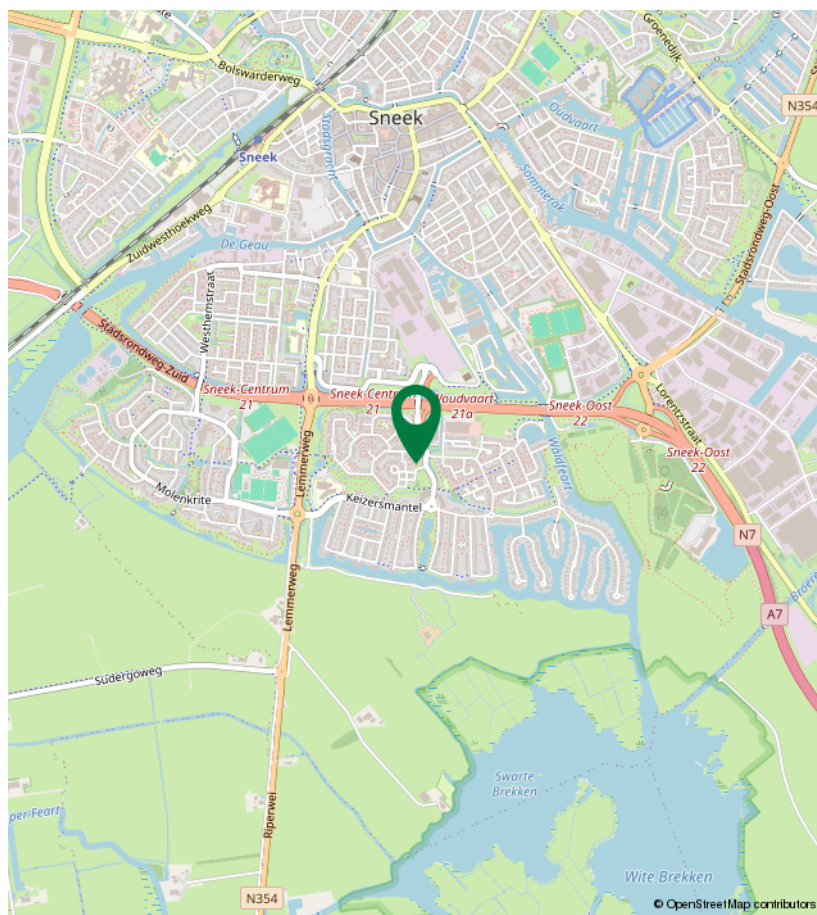 Groenedijk
Bolswarderweg
N354
Oudvaart
Sneek
Stadsgracht
Sneek
Sommerak
Zuidwesthoekweg
De Geau
Stadsrondweg-Oost
Westhemstraat
Stadsrondweg-Zuid
Sneek-Centrum
21
Sneek-Centrum
21
Woudvaart
21a
Sneek-Oost
22
Lorentzstraat
Sneek-Oost
22
Lemmerweg
Waldfeart
Molenkrite
Keizersmantel
N7
A7
Lemmerweg
Sudergoweg
Swarte
Brekken
Riperwei
Wite Brekken
N354
© OpenStreetMap contributors